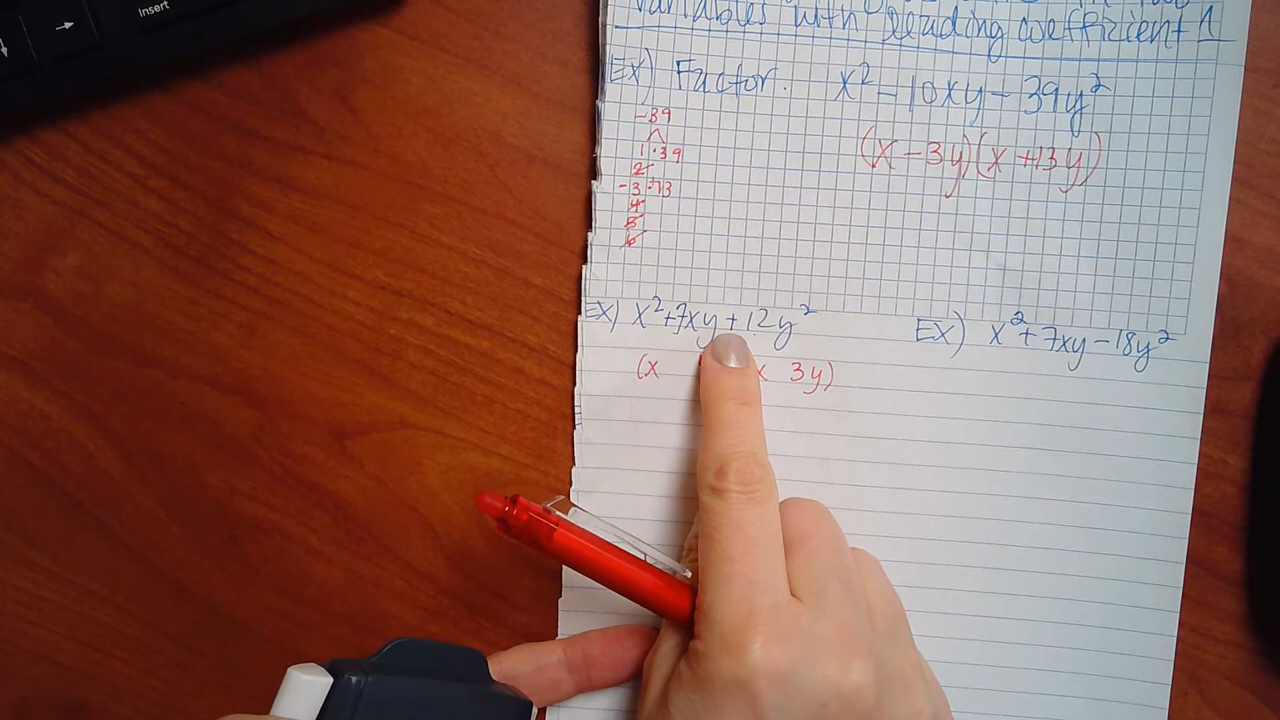 Insert
variables with leading coefficient 1
EX) Factor. x² - 10xy - 39y²
-39
1 · 39
2
-3 · 13
4
5
6
(x - 3y)(x + 13y)
EX) x² + 7xy + 12y²
(x x 3y)
EX) x² + 7xy - 18y²